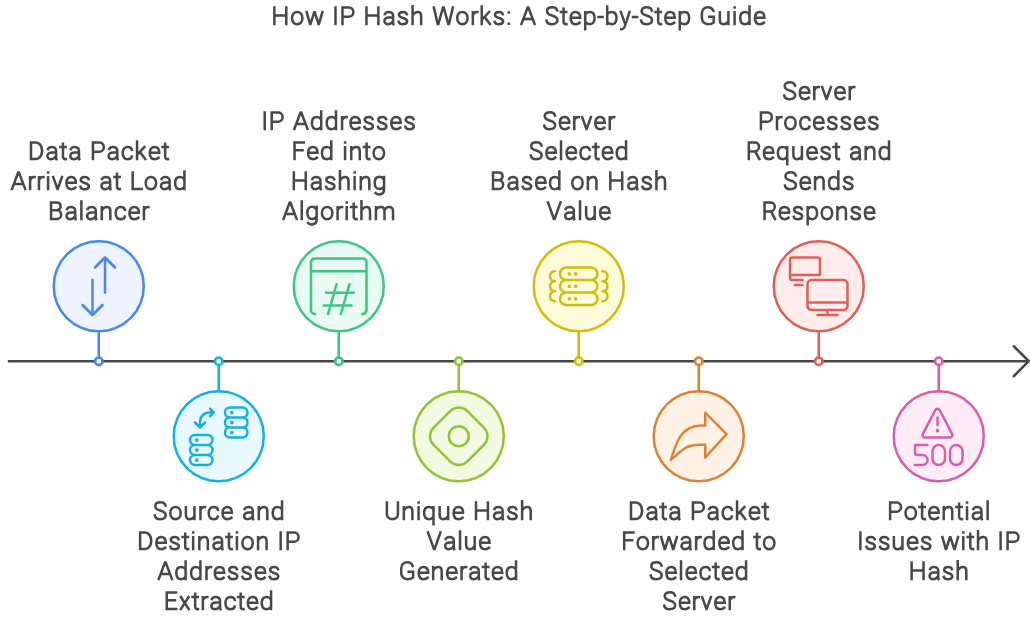 How IP Hash Works: A Step-by-Step Guide
Data Packet
Arrives at Load
Balancer
Source and
Destination IP
Addresses
Extracted
IP Addresses
Fed into
Hashing
Algorithm
#
Unique Hash
Value
Generated
Server
Selected
Based on Hash
Value
Data Packet
Forwarded to
Selected
Server
Server
Processes
Request and
Sends
Response
500
Potential
Issues with IP
Hash